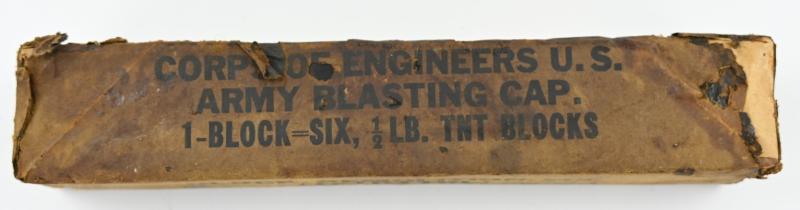 CORPS OF ENGINEERS U.S.
ARMY BLASTING CAP.
1-BLOCK=SIX, ½ LB. TNT BLOCKS